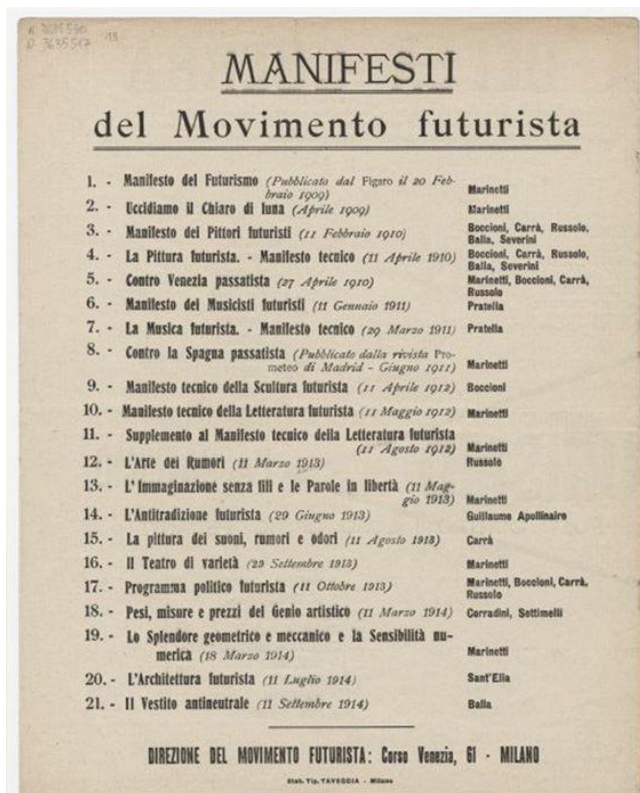 13
MANIFESTI
del Movimento futurista
1. - Manifesto del Futurismo (Pubblicato dal Figaro il 20 Feb-
braio 1909) Marinetti
2. - Uccidiamo il Chiaro di luna (Aprile 1909) Marinetti
3. - Manifesto dei Pittori futuristi (11 Febbraio 1910) Boccioni, Carrà, Russolo,
Balla, Severini
4. - La Pittura futurista. - Manifesto tecnico (11 Aprile 1910) Boccioni, Carrà, Russolo,
Balla, Severini
5. - Contro Venezia passatista (27 Aprile 1910) Marinetti, Boccioni, Carrà,
Russolo
6. - Manifesto dei Musicisti futuristi (11 Gennaio 1911) Pratella
7. - La Musica futurista. - Manifesto tecnico (29 Marzo 1911) Pratella
8. - Contro la Spagna passatista (Pubblicato dalla rivista Pro-
meteo di Madrid - Giugno 1911) Marinetti
9. - Manifesto tecnico della Scultura futurista (11 Aprile 1912) Boccioni
10. - Manifesto tecnico della Letteratura futurista (11 Maggio 1912) Marinetti
11. - Supplemento al Manifesto tecnico della Letteratura futurista
(11 Agosto 1912) Marinetti
12. - L'Arte dei Rumori (11 Marzo 1913) Russolo
13. - L'Immaginazione senza fili e le Parole in libertà (11 Mag-
gio 1913) Marinetti
14. - L'Antitradizione futurista (29 Giugno 1913) Guillaume Apollinaire
15. - La pittura dei suoni, rumori e odori (11 Agosto 1913) Carrà
16. - Il Teatro di varietà (29 Settembre 1913) Marinetti
17. - Programma politico futurista (11 Ottobre 1913) Marinetti, Boccioni, Carrà,
Russolo
18. - Pesi, misure e prezzi del Genio artistico (11 Marzo 1914) Corradini, Settimelli
19. - Lo Splendore geometrico e meccanico e la Sensibilità nu-
merica (18 Marzo 1914) Marinetti
20. - L'Architettura futurista (11 Luglio 1914) Sant'Elia
21. - Il Vestito antineutrale (11 Settembre 1914) Balla
DIREZIONE DEL MOVIMENTO FUTURISTA: Corso Venezia, 61 - MILANO
Stab. Tip. TAVEGGIA - Milano